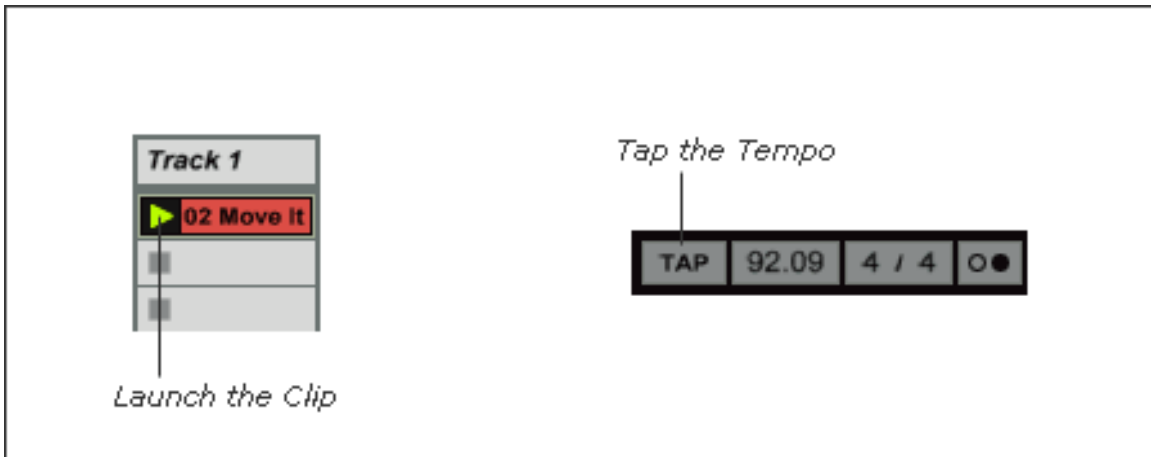 Track 1
02 Move It
Launch the Clip
Tap the Tempo
TAP 92.09 4 / 4